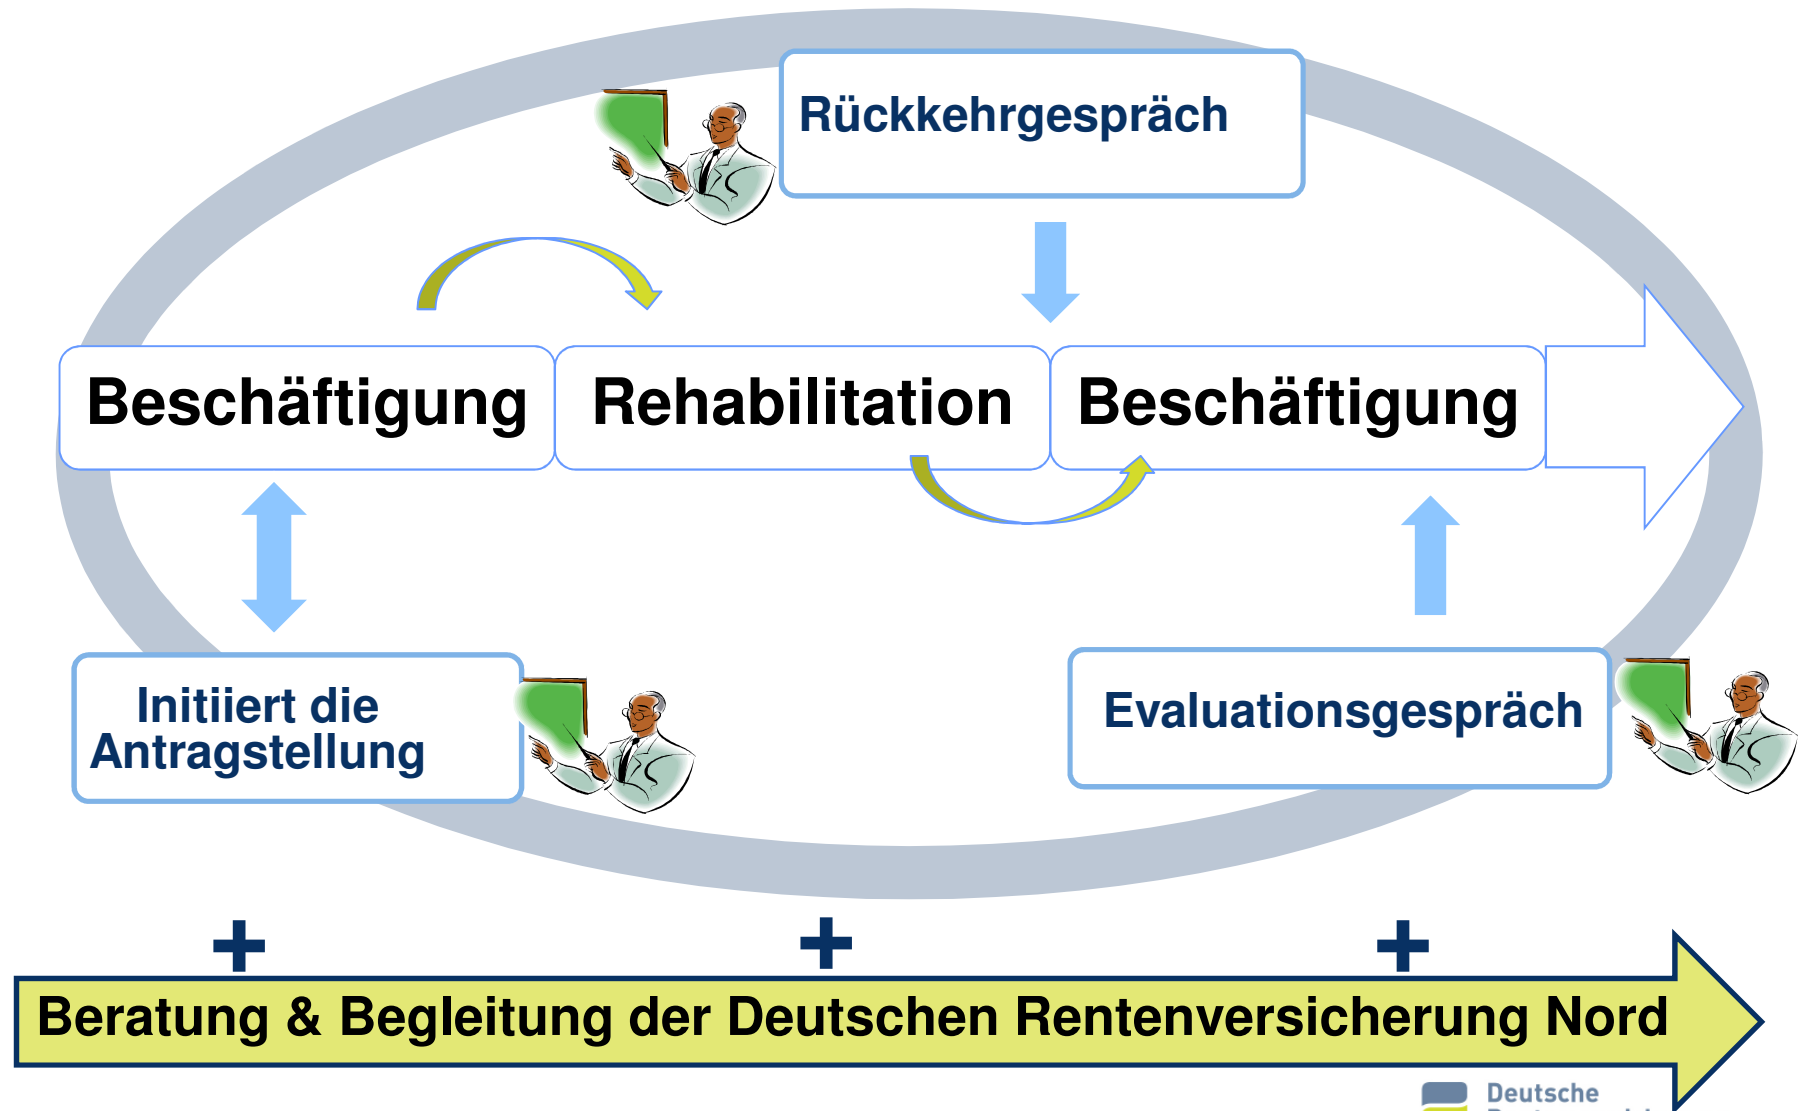 Rückkehrgespräch
Beschäftigung
Rehabilitation
Beschäftigung
Initiiert die
Antragstellung
Evaluationsgespräch
+ + +
Beratung & Begleitung der Deutschen Rentenversicherung Nord
Deutsche